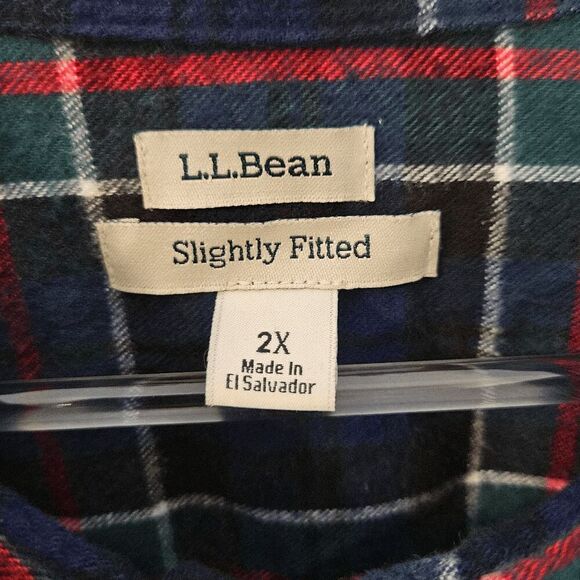 L.L.Bean
Slightly Fitted
2X
Made In
El Salvador